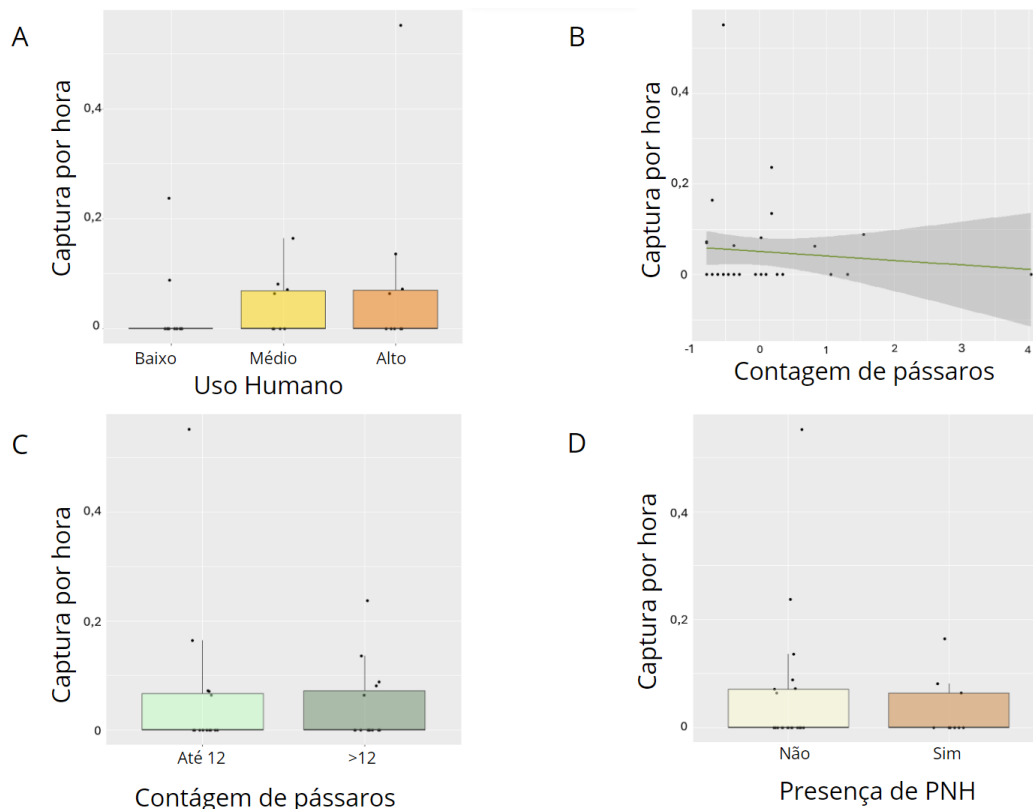 A
Captura por hora
0,4
0,2
0
Baixo Médio Alto
Uso Humano
B
Captura por hora
0,4
0,2
0
-1 0 1 2 3 4
Contagem de pássaros
C
Captura por hora
0,4
0,2
0
Até 12 >12
Contágem de pássaros
D
Captura por hora
0,4
0,2
0
Não Sim
Presença de PNH